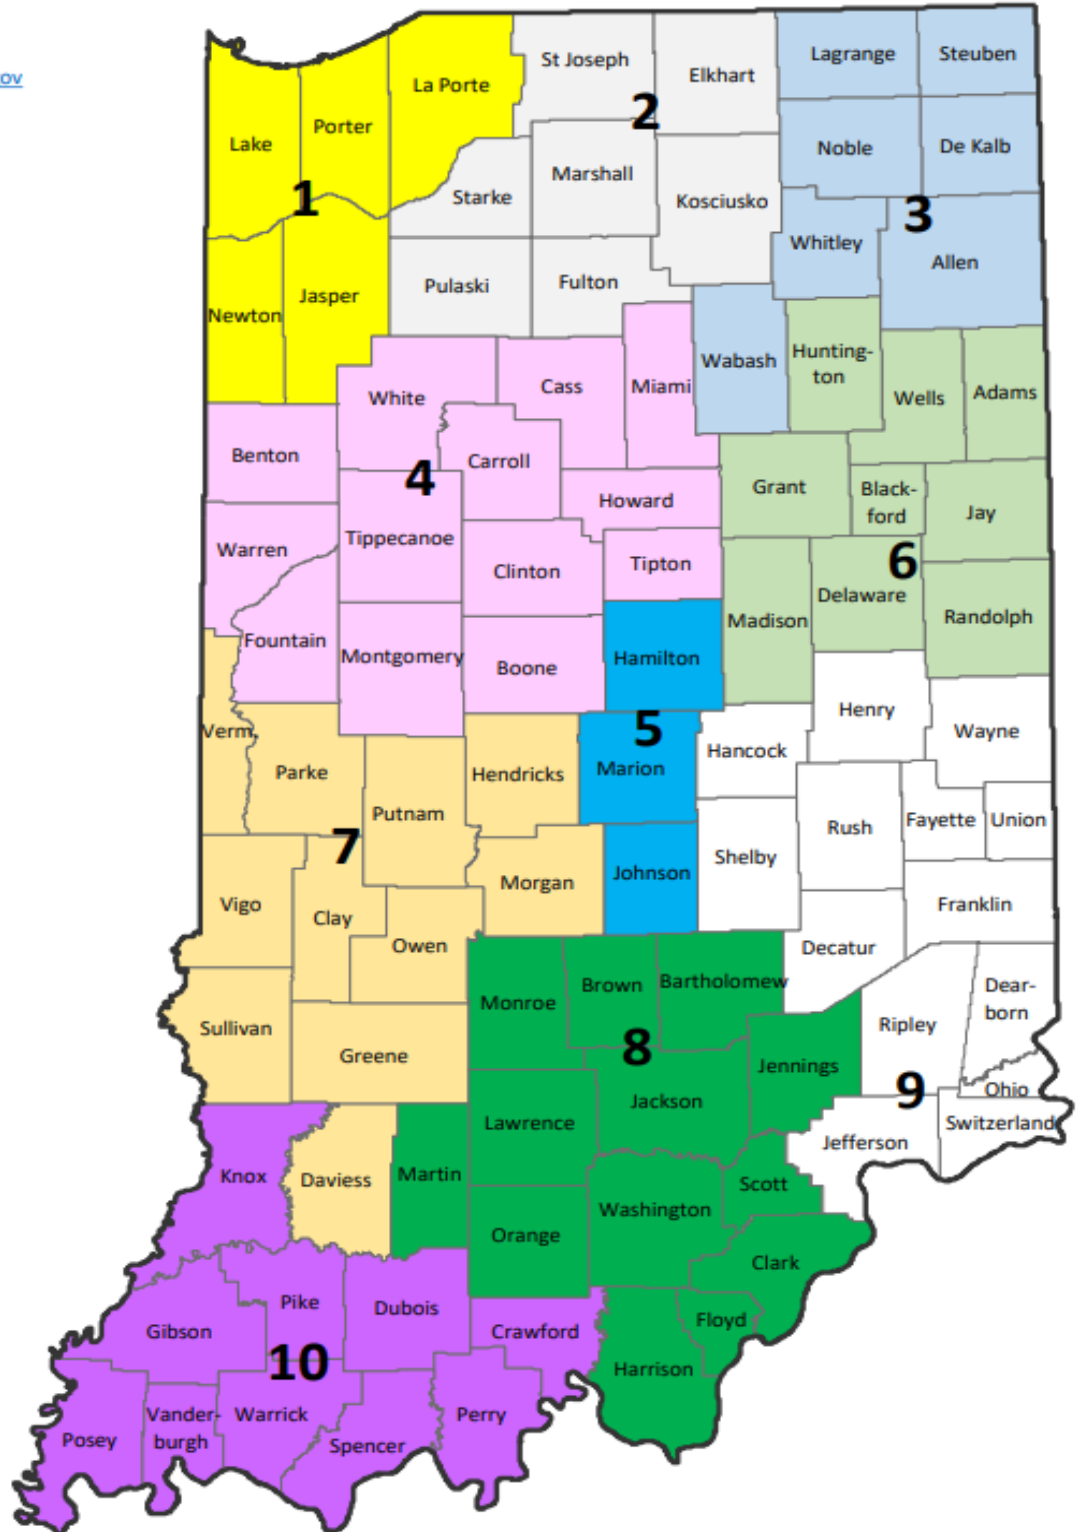 ov
St Joseph
Elkhart
Lagrange
Steuben
La Porte
2
Lake
Porter
Marshall
Noble
De Kalb
1
Starke
Kosciusko
3
Whitley
Allen
Newton
Jasper
Pulaski
Fulton
White
Cass
Miami
Wabash
Hunting-
ton
Wells
Adams
Benton
4
Carroll
Howard
Grant
Black-
ford
Jay
Warren
Tippecanoe
Clinton
Tipton
6
Delaware
Madison
Randolph
Fountain
Montgomery
Boone
Hamilton
Henry
Verm.
5
Hancock
Wayne
Parke
Putnam
Hendricks
Marion
7
Rush
Fayette
Union
Vigo
Clay
Morgan
Johnson
Shelby
Franklin
Owen
Decatur
Monroe
Brown
Bartholomew
Dear-
born
Sullivan
Greene
8
Ripley
Jackson
Jennings
9
Ohio
Lawrence
Jefferson
Switzerland
Knox
Daviess
Martin
Scott
Washington
Orange
Clark
Gibson
Pike
Dubois
Crawford
Floyd
10
Harrison
Posey
Vander-
burgh
Warrick
Spencer
Perry